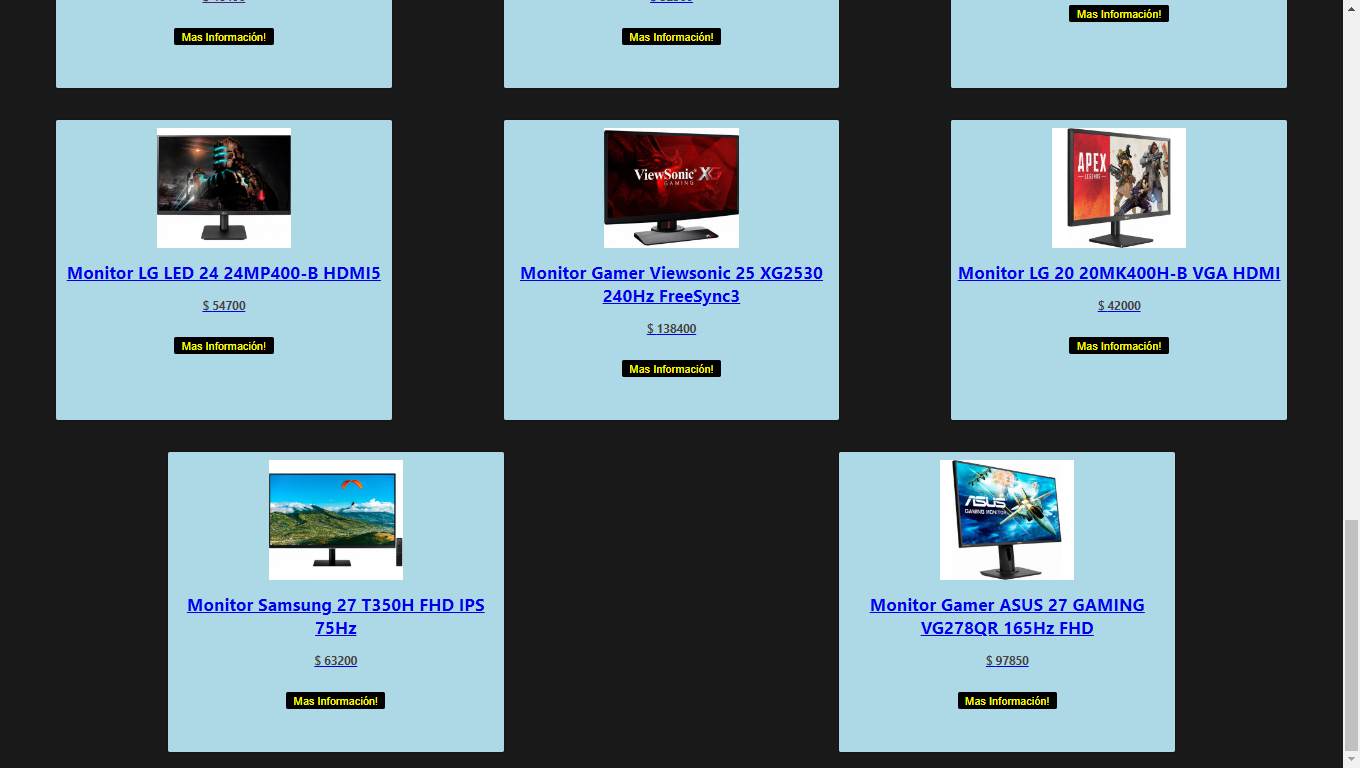 Mas Información!
Mas Información!
Mas Información!
ViewSonic XG
GAMING
APEX
LEGENDS
Monitor LG LED 24 24MP400-B HDMI5
$ 54700
Mas Información!
Monitor Gamer Viewsonic 25 XG2530
240Hz FreeSync3
$ 138400
Mas Información!
Monitor LG 20 20MK400H-B VGA HDMI
$ 42000
Mas Información!
Monitor Samsung 27 T350H FHD IPS
75Hz
$ 63200
Mas Información!
ASUS
GAMING MONITOR
Monitor Gamer ASUS 27 GAMING
VG278QR 165Hz FHD
$ 97850
Mas Información!